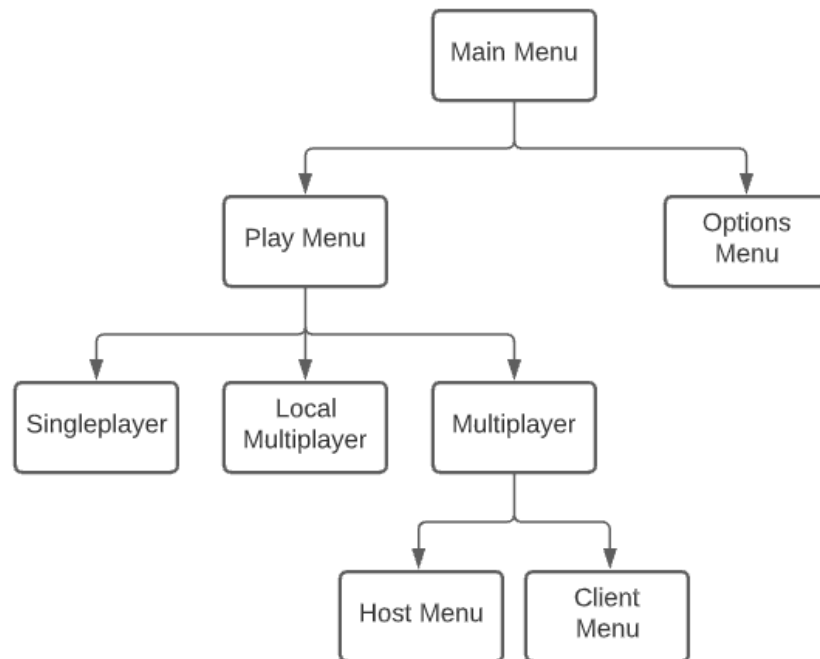 Main Menu
Play Menu
Options
Menu
Singleplayer
Local
Multiplayer
Multiplayer
Host Menu
Client
Menu